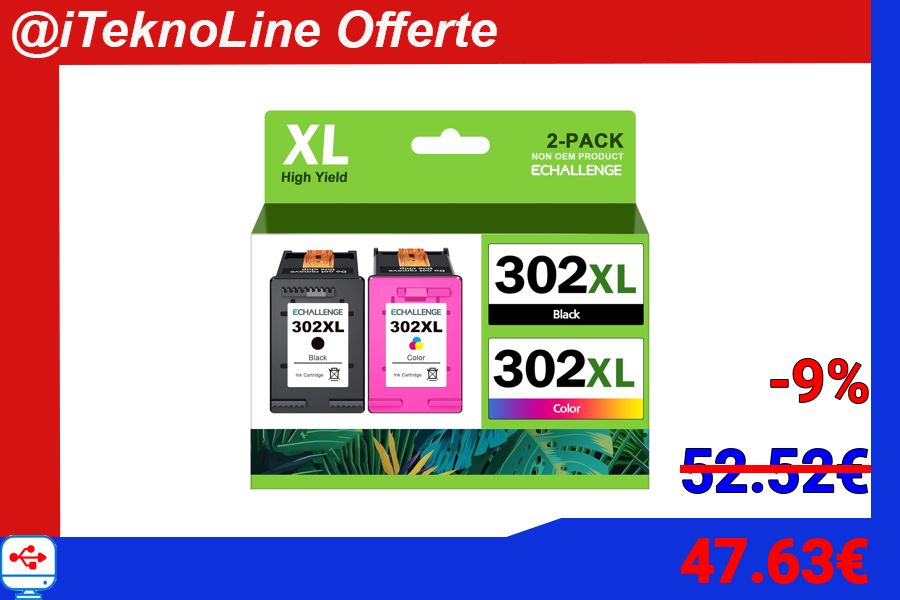 @iTeknoLine Offerte
XL
High Yield
2-PACK
NON OEM PRODUCT
ECHALLENGE
302XL
Black
302XL
Color
ECHALLENGE
302XL
Black
Ink Cartridge
ECHALLENGE
302XL
Color
Ink Cartridge
-9%
52.52€
47.63€